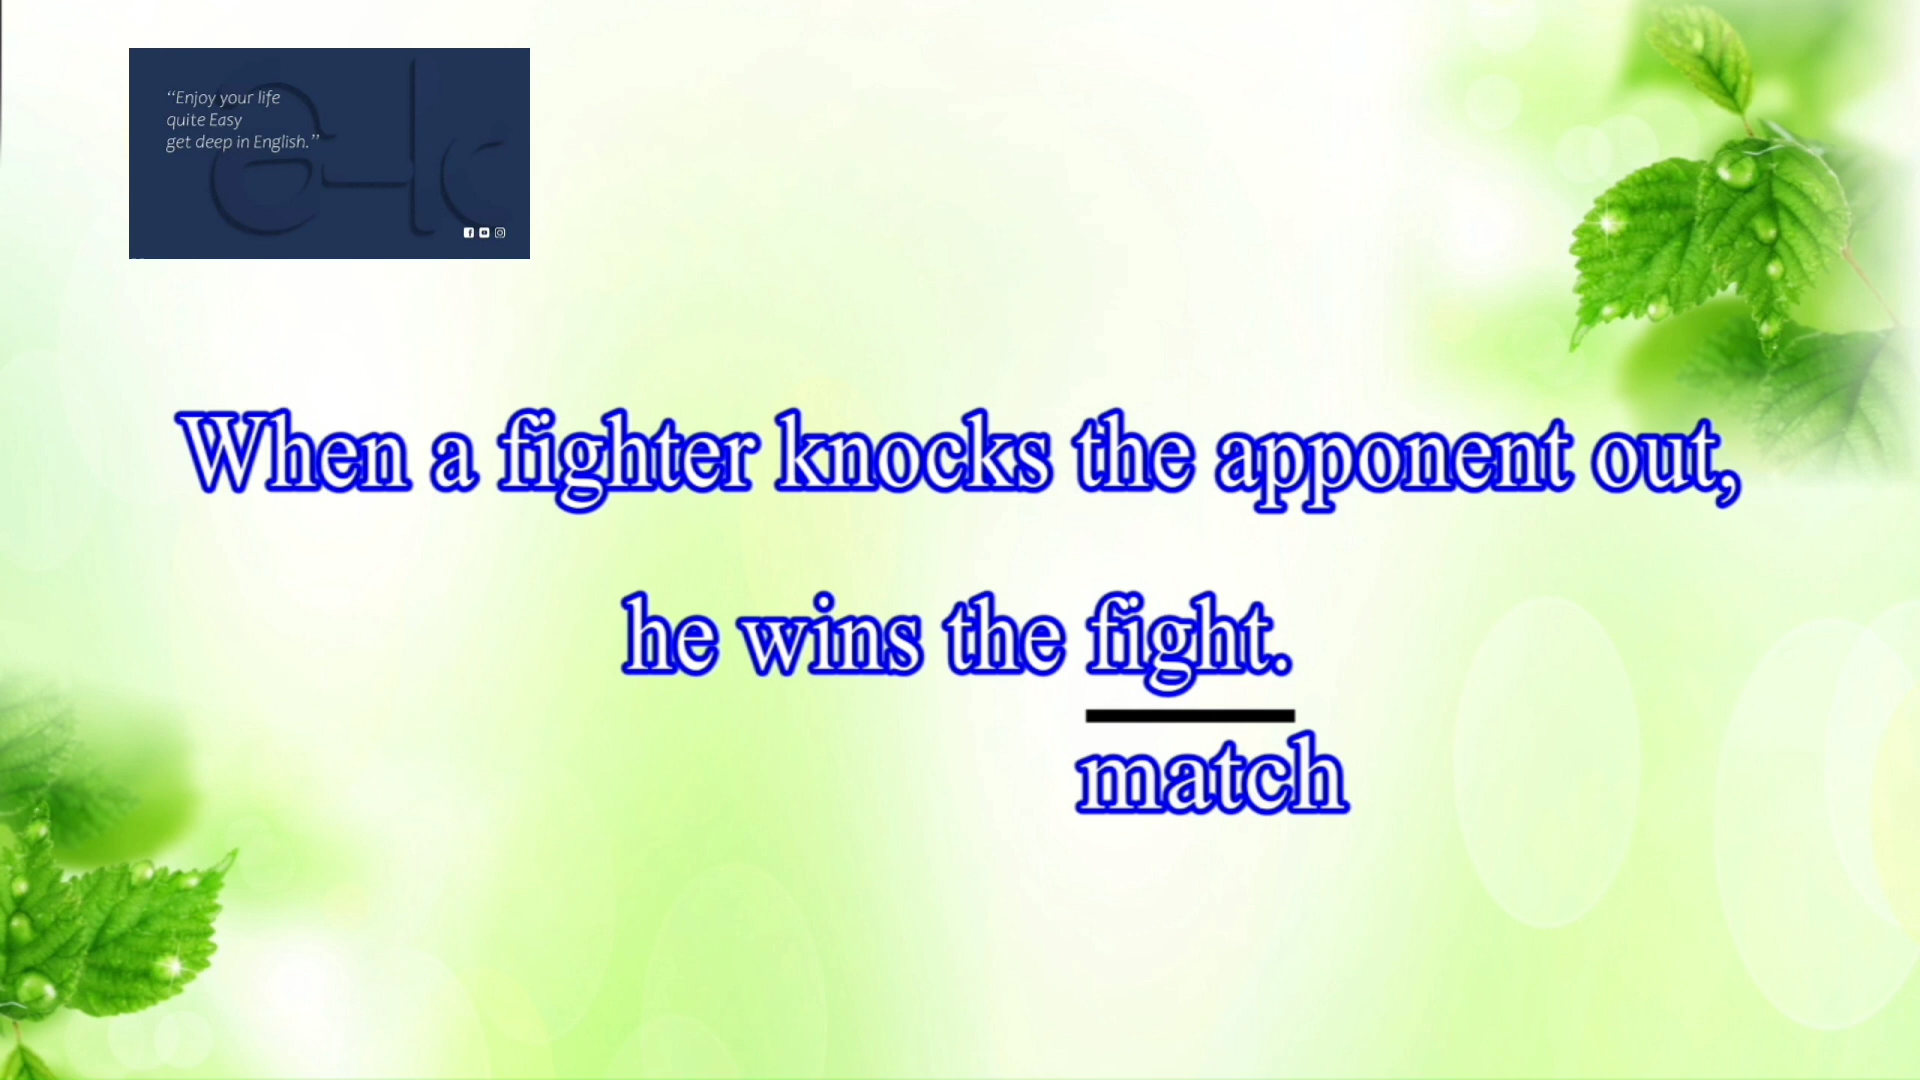 “Enjoy your life
quite Easy
get deep in English.”
When a fighter knocks the apponent out,
he wins the fight.
match